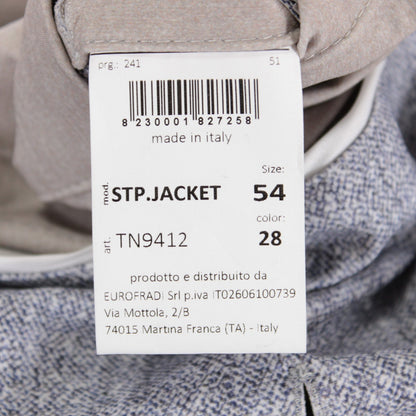 prg.: 241 51
8 230001 827258
made in italy
Size:
mod. STP.JACKET 54
color:
art. TN9412 28
prodotto e distribuito da
EUROFRADI Srl p.iva IT02606100739
Via Mottola, 2/B
74015 Martina Franca (TA) - Italy